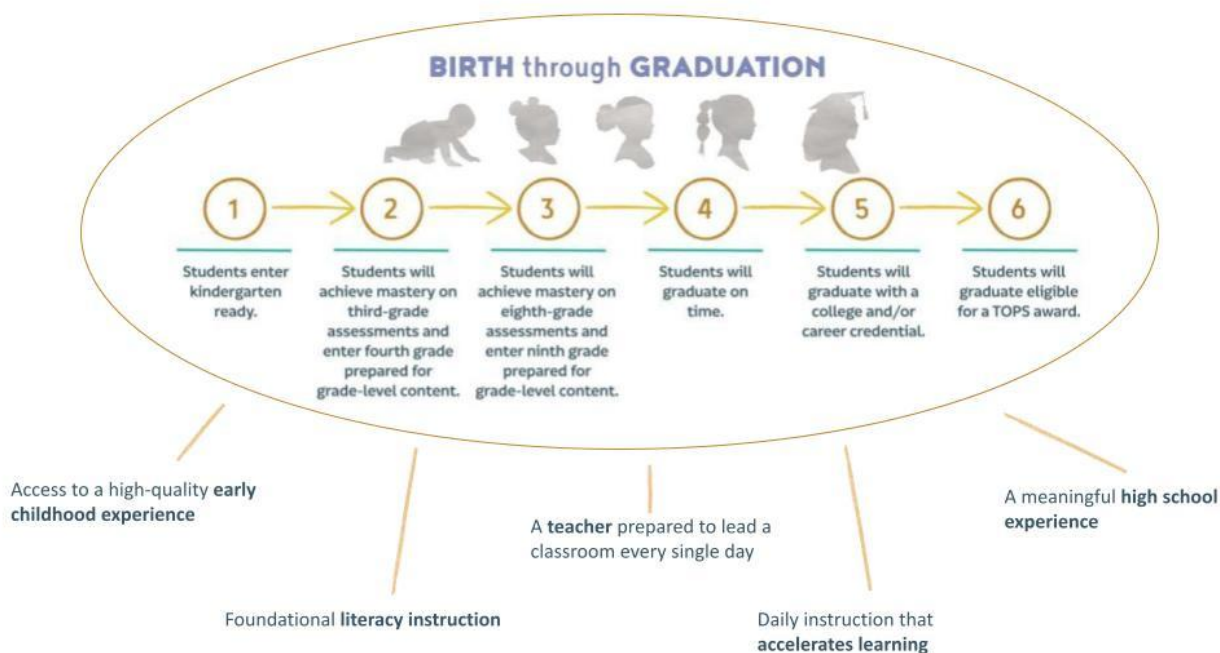 BIRTH through GRADUATION
1
2
3
4
5
6
Students enter
kindergarten
ready.
Students will
achieve mastery on
third-grade
assessments and
enter fourth grade
prepared for
grade-level content.
Students will
achieve mastery on
eighth-grade
assessments and
enter ninth grade
prepared for
grade-level content.
Students will
graduate on
time.
Students will
graduate with a
college and/or
career credential.
Students will
graduate eligible
for a TOPS award.
Access to a high-quality early
childhood experience
Foundational literacy instruction
A teacher prepared to lead a
classroom every single day
Daily instruction that
accelerates learning
A meaningful high school
experience